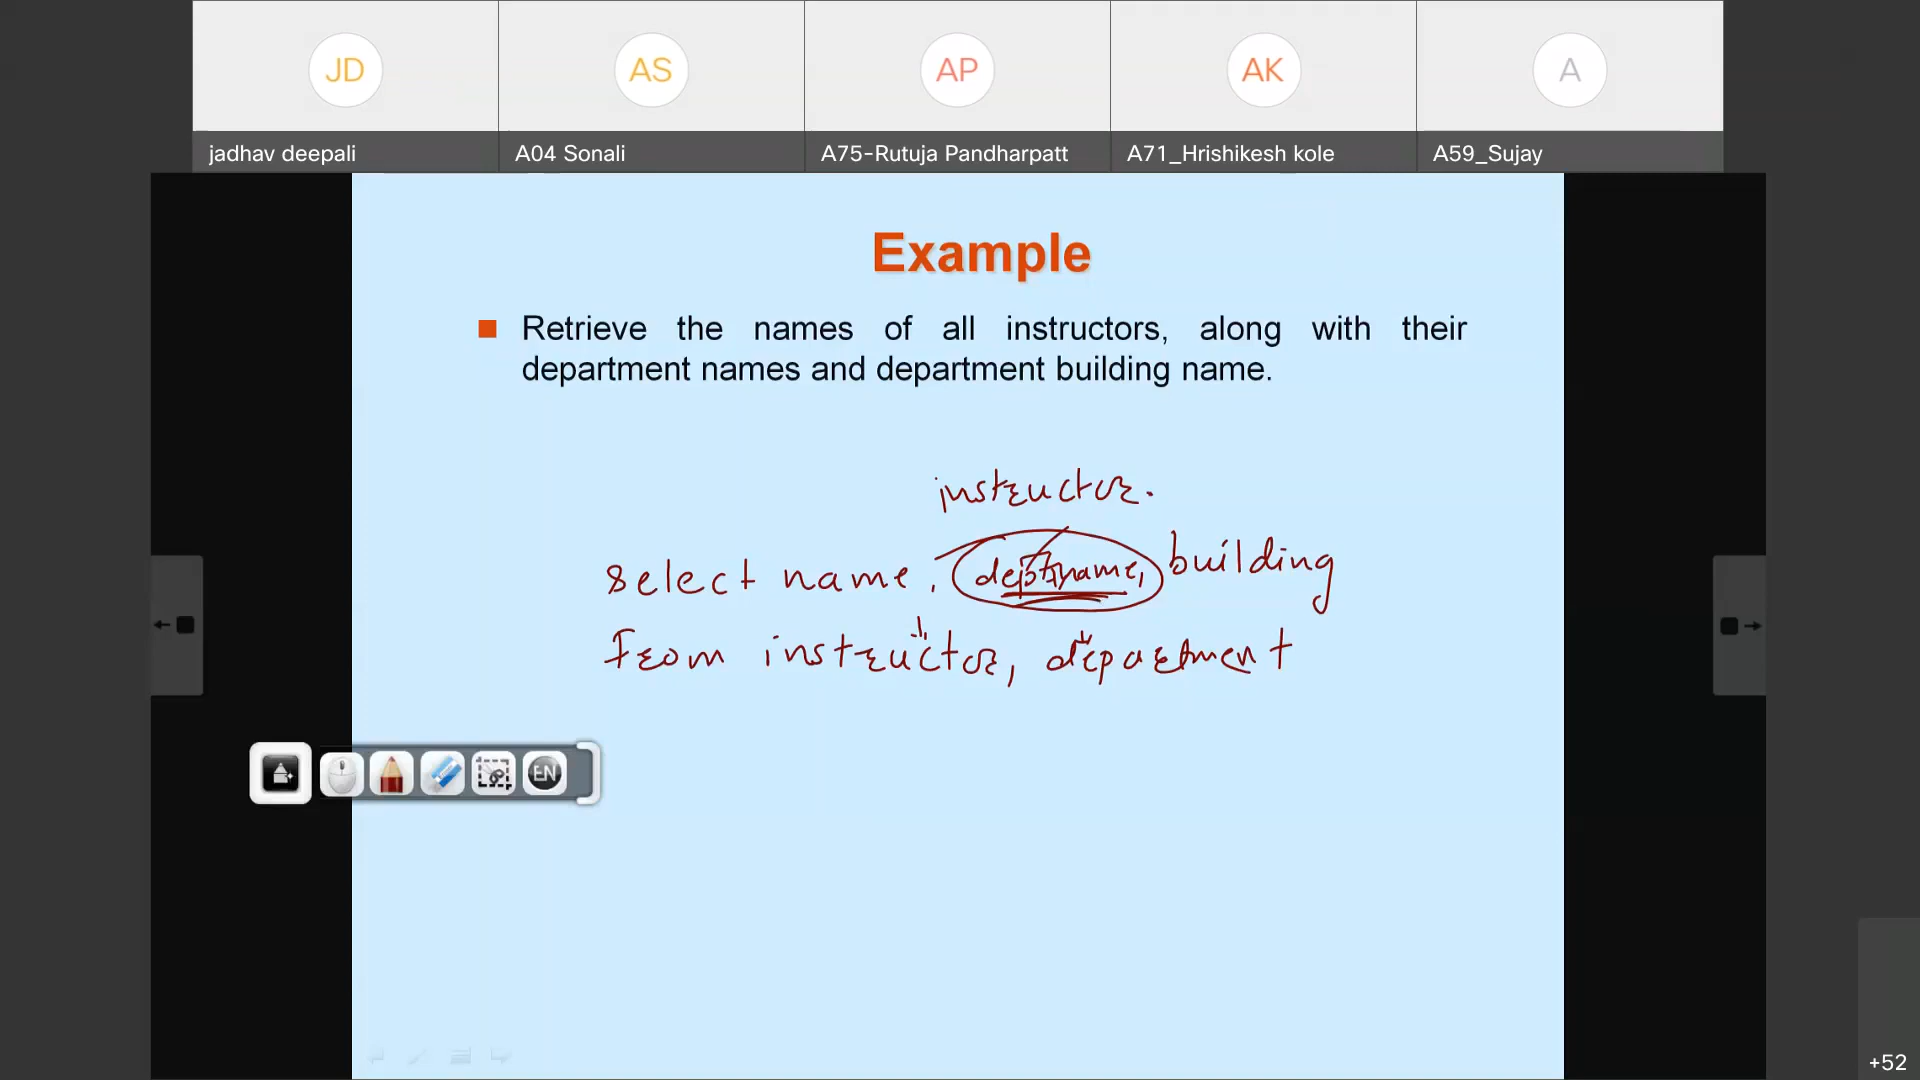 JD AS AP AK A
jadhav deepali A04 Sonali A75-Rutuja Pandharpatt A71_Hrishikesh kole A59_Sujay
Example
Retrieve the names of all instructors, along with their
department names and department building name.
instructor.
select name, deptname, building
from instructor, department
EN
+52